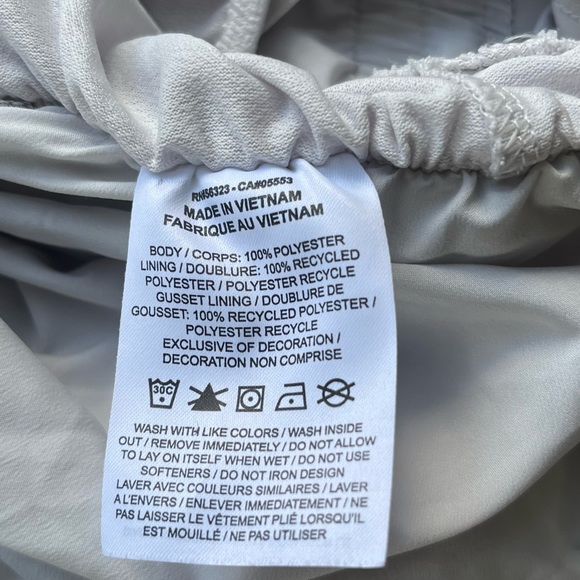 RN#56323 - CA#05553
MADE IN VIETNAM
FABRIQUE AU VIETNAM
BODY / CORPS: 100% POLYESTER
LINING / DOUBLURE: 100% RECYCLED
POLYESTER / POLYESTER RECYCLE
GUSSET LINING / DOUBLURE DE
GOUSSET: 100% RECYCLED POLYESTER /
POLYESTER RECYCLE
EXCLUSIVE OF DECORATION /
DECORATION NON COMPRISE
30C
WASH WITH LIKE COLORS / WASH INSIDE
OUT / REMOVE IMMEDIATELY / DO NOT ALLOW
TO LAY ON ITSELF WHEN WET / DO NOT USE
SOFTENERS / DO NOT IRON DESIGN
LAVER AVEC COULEURS SIMILAIRES / LAVER
A L'ENVERS / ENLEVER IMMEDIATEMENT / NE
PAS LAISSER LE VÊTEMENT PLIÉ LORSQU'IL
EST MOUILLÉ / NE PAS UTILISER